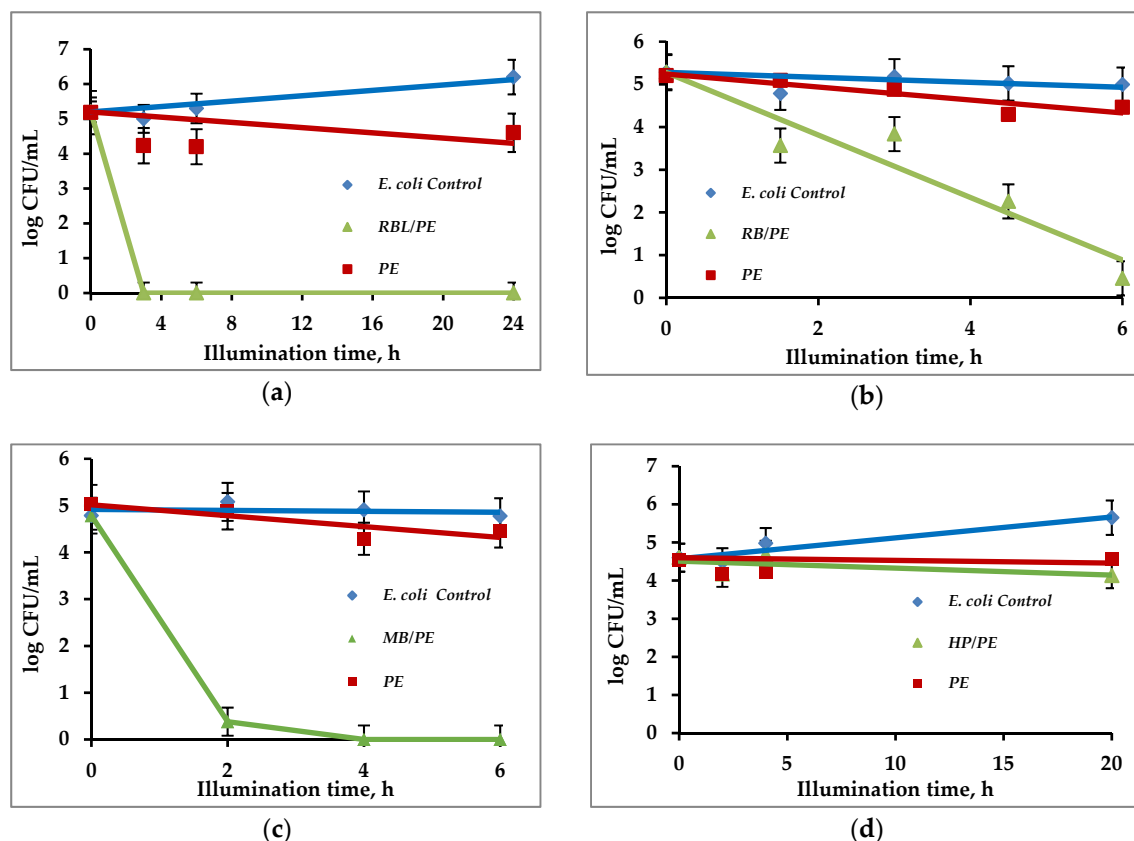 7
6
5
4
3
2
1
0
log CFU/mL
E. coli Control
RBL/PE
PE
0 4 8 12 16 20 24
Illumination time, h
(a)
6
5
4
3
2
1
0
log CFU/mL
E. coli Control
RB/PE
PE
0 2 4 6
Illumination time, h
(b)
6
5
4
3
2
1
0
log CFU/mL
E. coli Control
MB/PE
PE
0 2 4 6
Illumination time, h
(c)
7
6
5
4
3
2
1
0
log CFU/mL
E. coli Control
HP/PE
PE
0 5 10 15 20
Illumination time, h
(d)